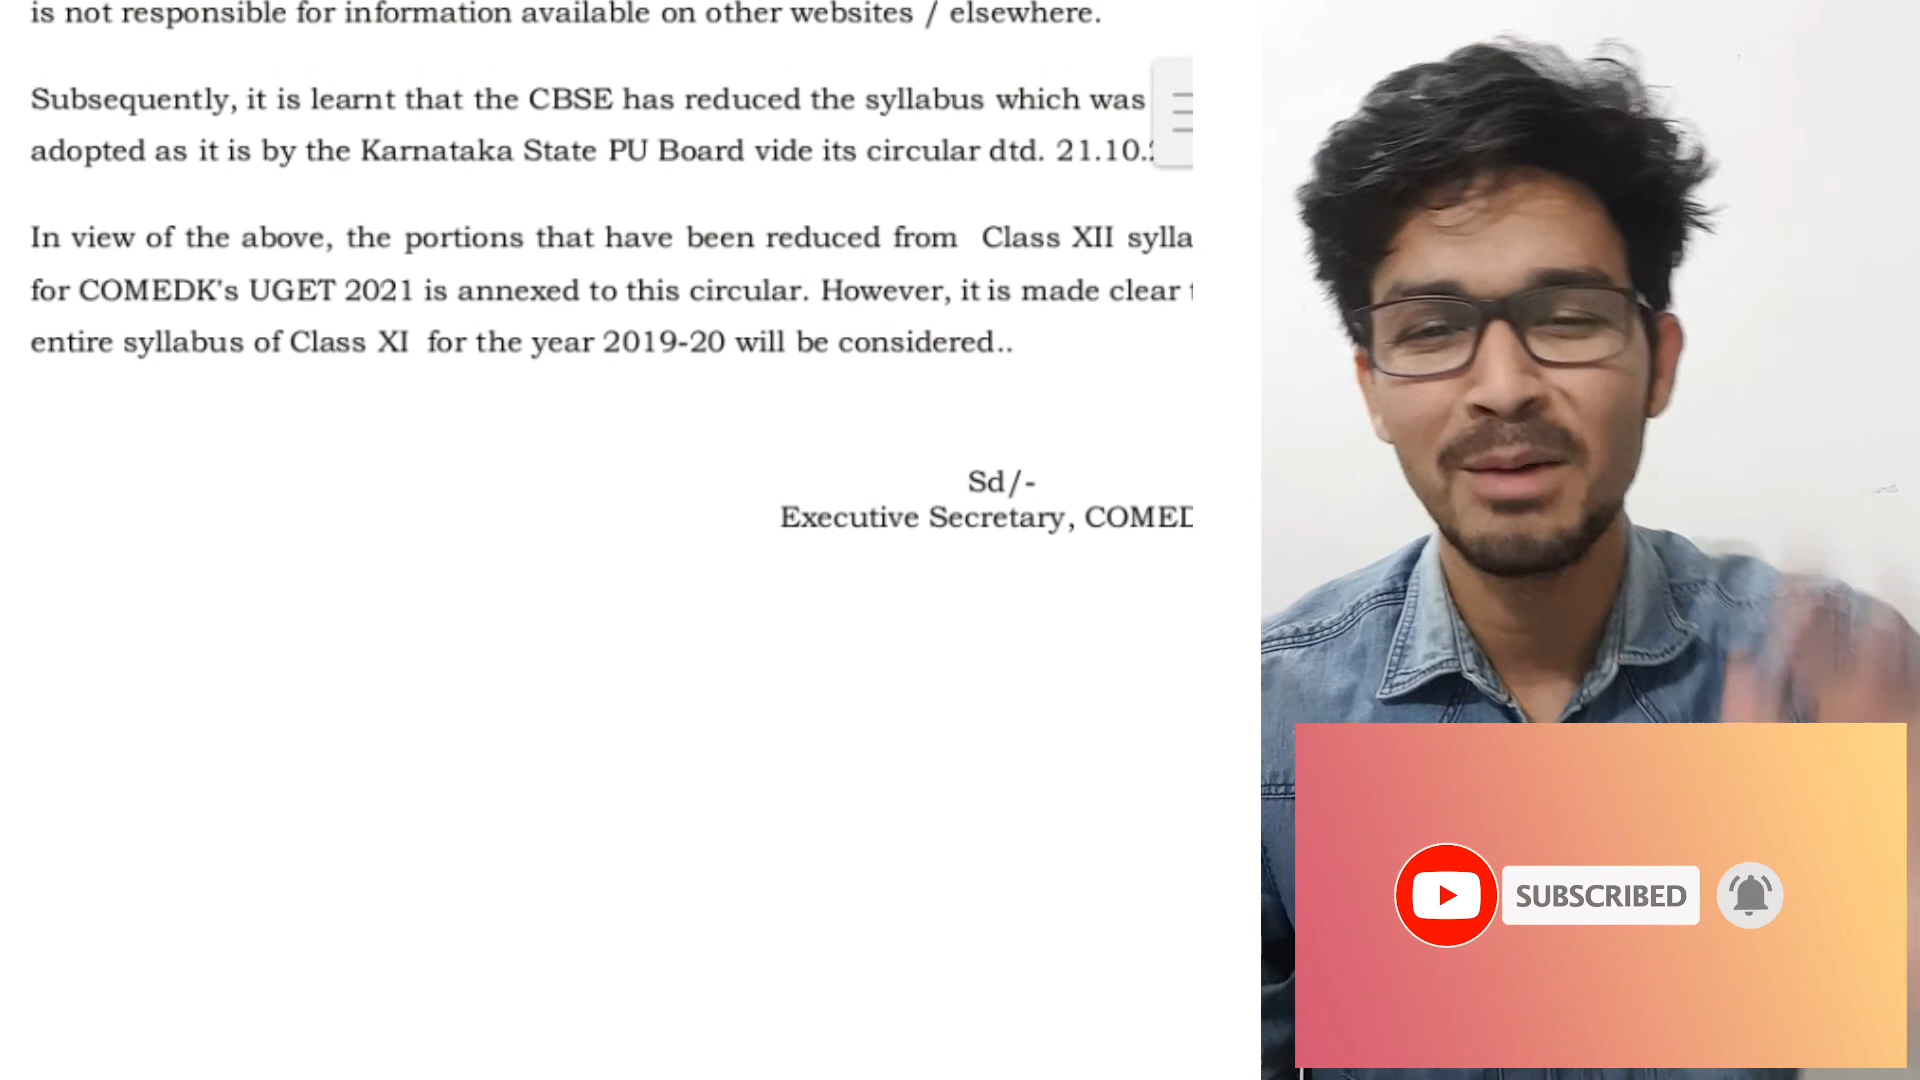 is not responsible for information available on other websites / elsewhere.
Subsequently, it is learnt that the CBSE has reduced the syllabus which was
adopted as it is by the Karnataka State PU Board vide its circular dtd. 21.10.
In view of the above, the portions that have been reduced from Class XII sylla
for COMEDK's UGET 2021 is annexed to this circular. However, it is made clear
entire syllabus of Class XI for the year 2019-20 will be considered..
Sd/-
Executive Secretary, COMED
SUBSCRIBED